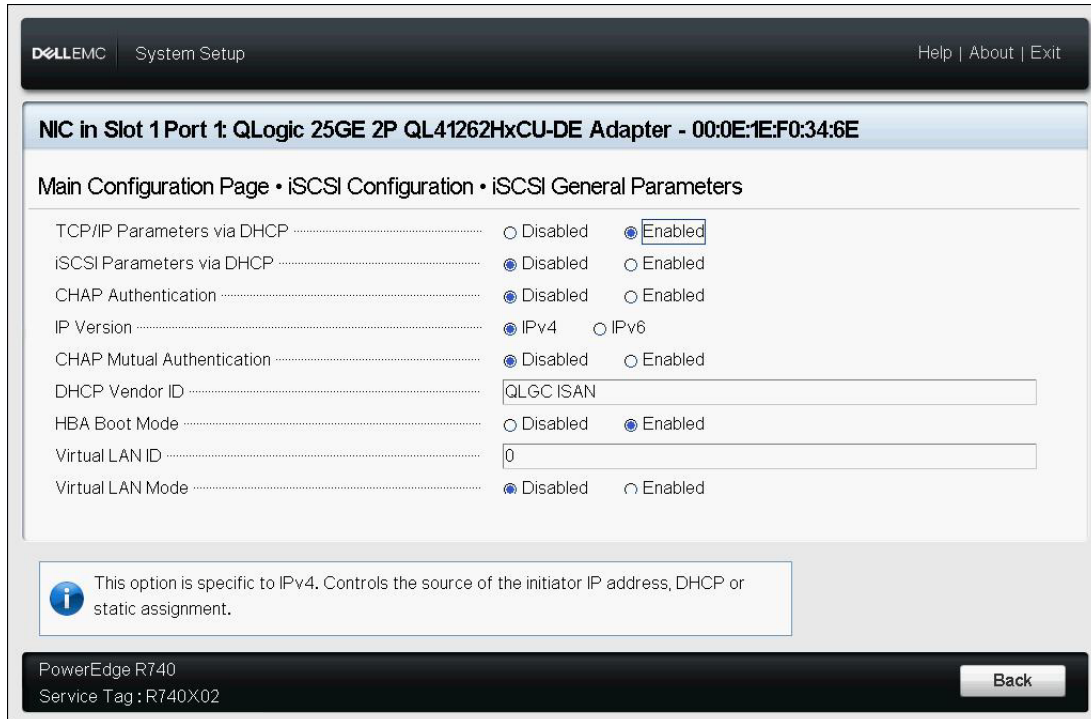 DELLEMC System Setup Help | About | Exit
NIC in Slot 1 Port 1: QLogic 25GE 2P QL41262HxCU-DE Adapter - 00:0E:1E:F0:34:6E
Main Configuration Page • iSCSI Configuration • iSCSI General Parameters
TCP/IP Parameters via DHCP Disabled Enabled
iSCSI Parameters via DHCP Disabled Enabled
CHAP Authentication Disabled Enabled
IP Version IPv4 IPv6
CHAP Mutual Authentication Disabled Enabled
DHCP Vendor ID QLGC ISAN
HBA Boot Mode Disabled Enabled
Virtual LAN ID 0
Virtual LAN Mode Disabled Enabled
This option is specific to IPv4. Controls the source of the initiator IP address, DHCP or
static assignment.
PowerEdge R740
Service Tag : R740X02
Back